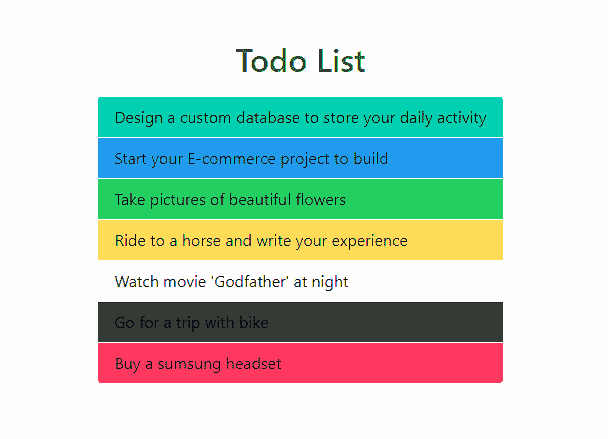 Todo List
Design a custom database to store your daily activity
Start your E-commerce project to build
Take pictures of beautiful flowers
Ride to a horse and write your experience
Watch movie 'Godfather' at night
Go for a trip with bike
Buy a sumsung headset